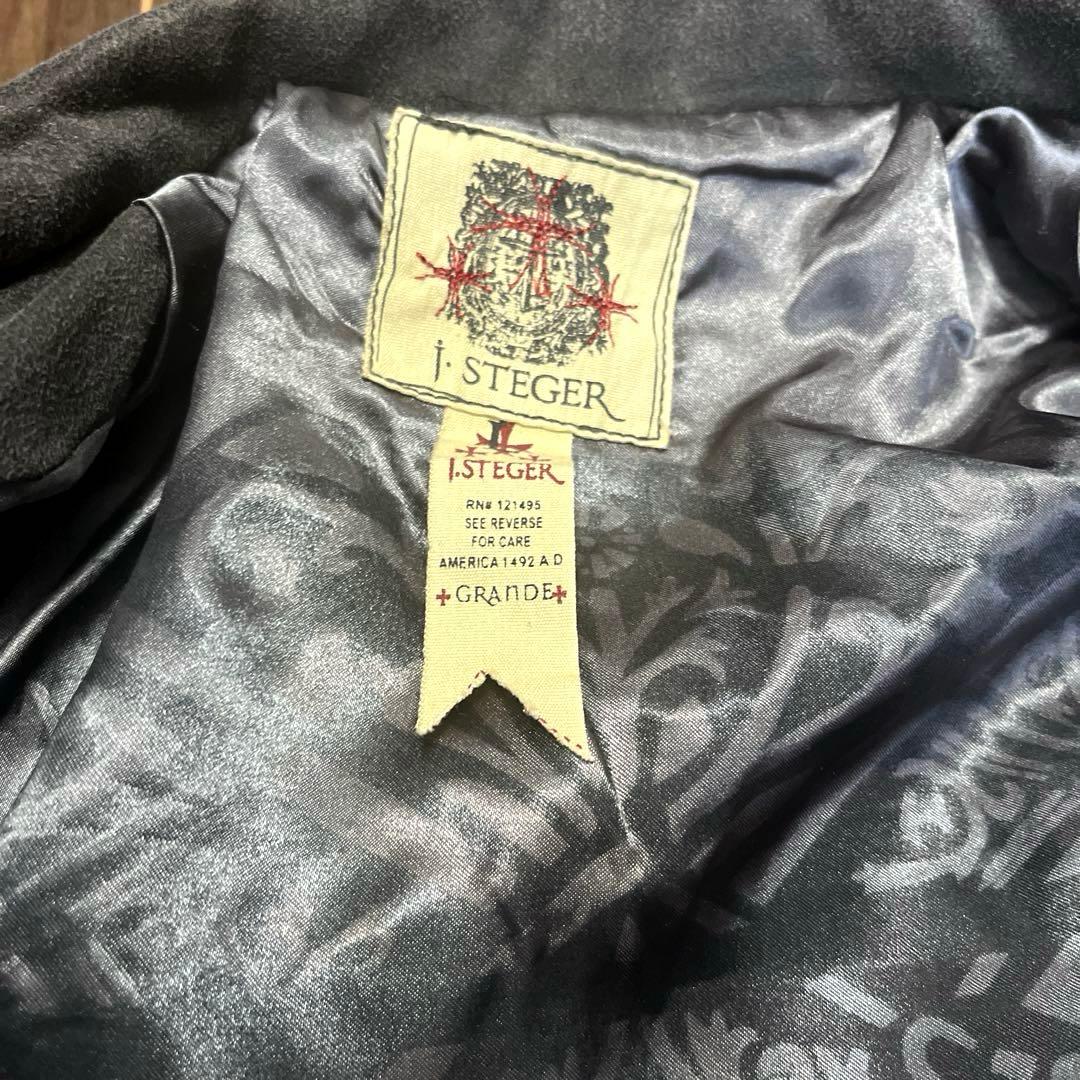 j. STEGER
J.STEGER
RN# 121495
SEE REVERSE
FOR CARE
AMERICA 1492 A D
+GRANDE+